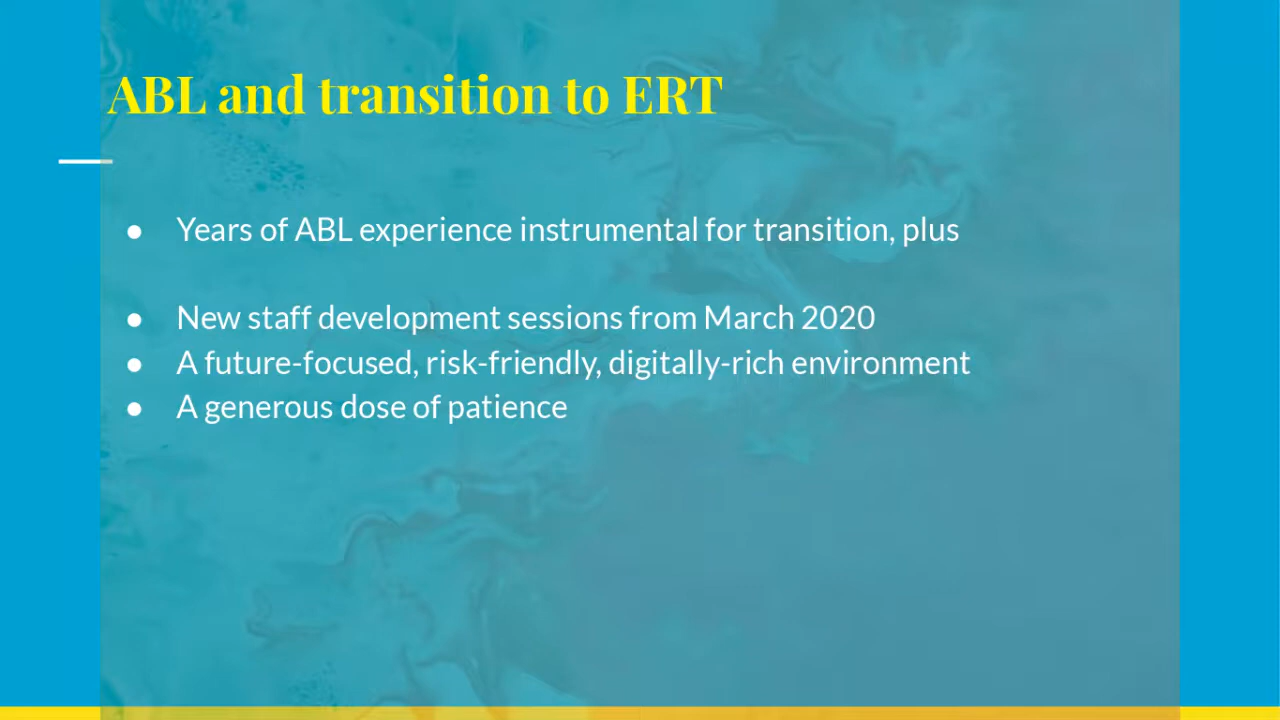 ABL and transition to ERT
● Years of ABL experience instrumental for transition, plus
● New staff development sessions from March 2020
● A future-focused, risk-friendly, digitally-rich environment
● A generous dose of patience